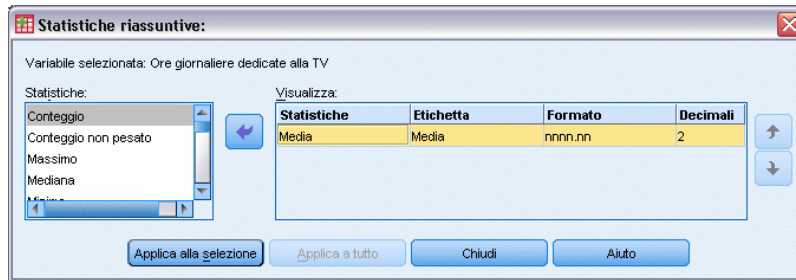 Statistiche riassuntive:
Variabile selezionata: Ore giornaliere dedicate alla TV
Statistiche:
Visualizza:
Conteggio
Conteggio non pesato
Massimo
Mediana
Minimo
Statistiche Etichetta Formato Decimali
Media Media nnnn.nn 2
Applica alla selezione Applica a tutto Chiudi Aiuto